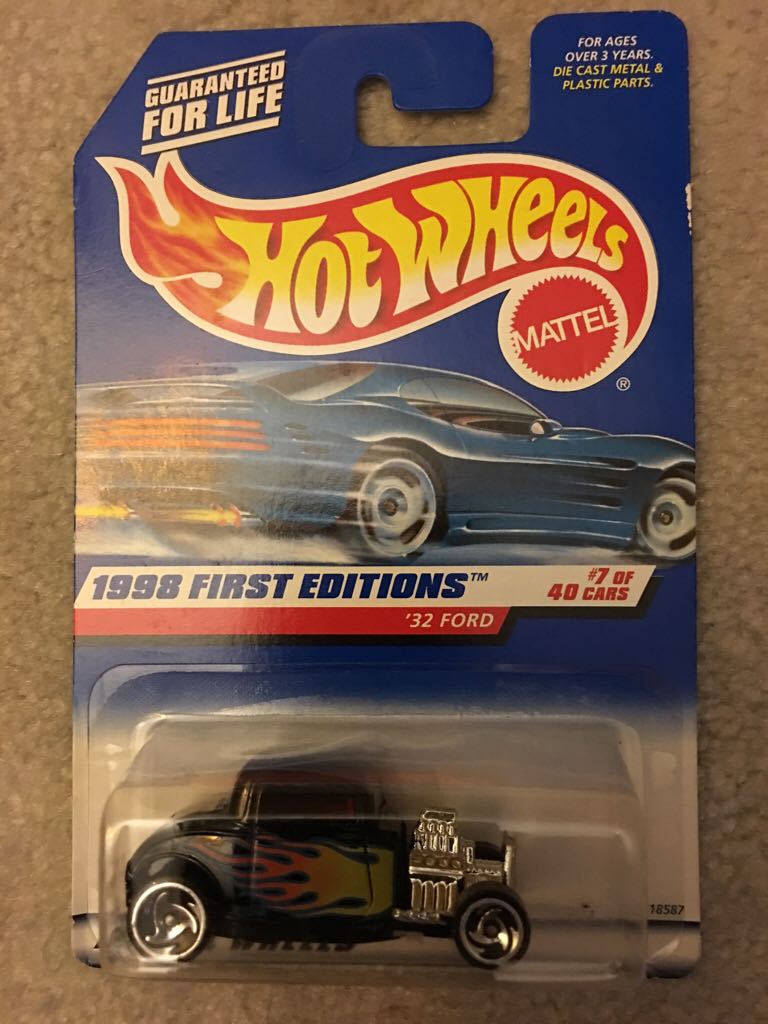 GUARANTEED
FOR LIFE
FOR AGES
OVER 3 YEARS.
DIE CAST METAL &
PLASTIC PARTS.
HOT WHEELS
MATTEL
®
1998 FIRST EDITIONS™
#7 OF
40 CARS
'32 FORD
18587
WHEELS